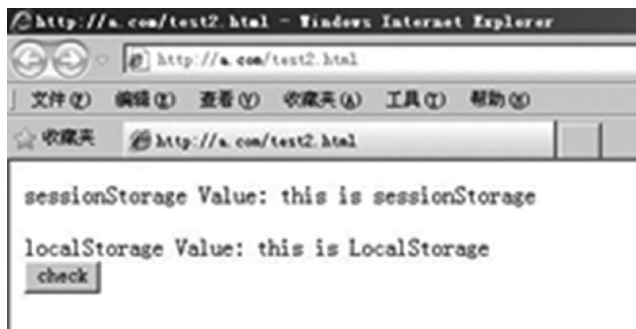 http://a.com/test2.html - Windows Internet Explorer
http://a.com/test2.html
文件(F) 编辑(E) 查看(V) 收藏夹(A) 工具(T) 帮助(H)
收藏夹 http://a.com/test2.html
sessionStorage Value: this is sessionStorage
localStorage Value: this is LocalStorage
check